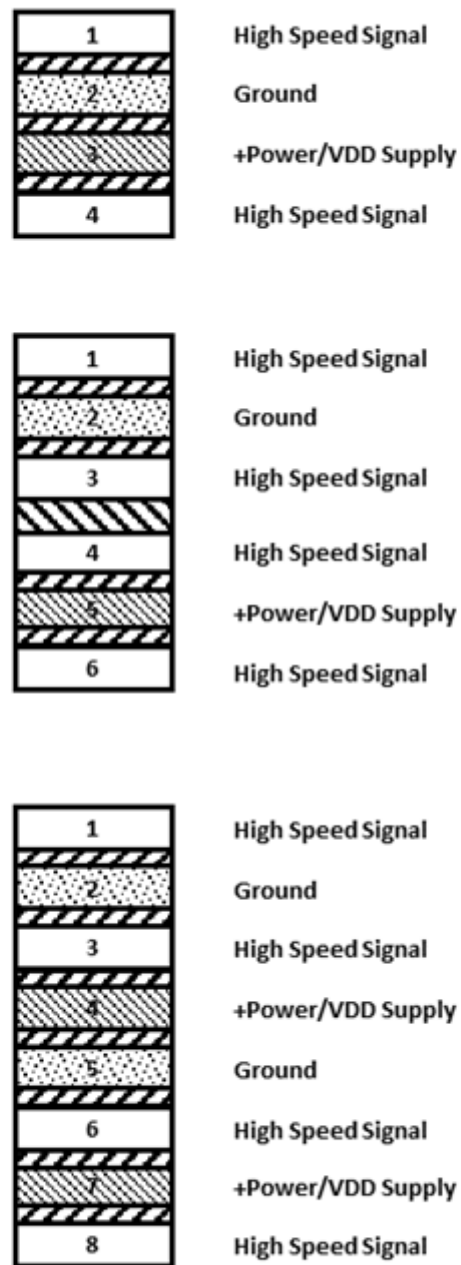 1 High Speed Signal
2 Ground
3 +Power/VDD Supply
4 High Speed Signal
1 High Speed Signal
2 Ground
3 High Speed Signal
4 High Speed Signal
5 +Power/VDD Supply
6 High Speed Signal
1 High Speed Signal
2 Ground
3 High Speed Signal
4 +Power/VDD Supply
5 Ground
6 High Speed Signal
7 +Power/VDD Supply
8 High Speed Signal